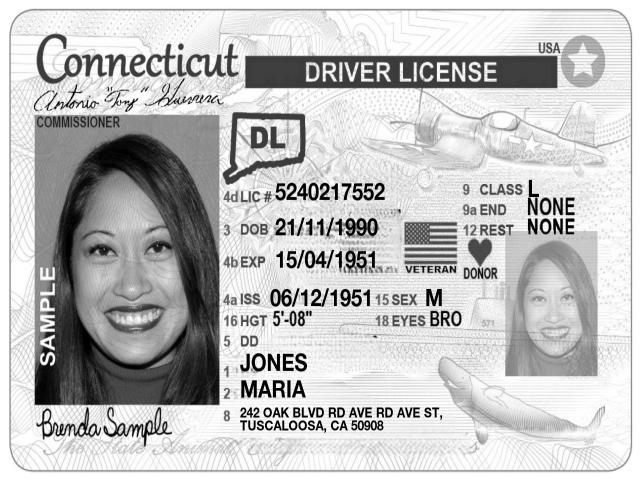 Connecticut
DRIVER LICENSE
USA
Antonio "Tony" Guerrera
COMMISSIONER
DL
4d LIC # 5240217552
9 CLASS L
9a END NONE
3 DOB 21/11/1990
12 REST NONE
4b EXP 15/04/1951
VETERAN
DONOR
4a ISS 06/12/1951 15 SEX M
16 HGT 5'-08" 18 EYES BRO
571
5 DD
1 JONES
2 MARIA
8 242 OAK BLVD RD AVE RD AVE ST,
TUSCALOOSA, CA 50908
SAMPLE
Brenda Sample
The State Animal